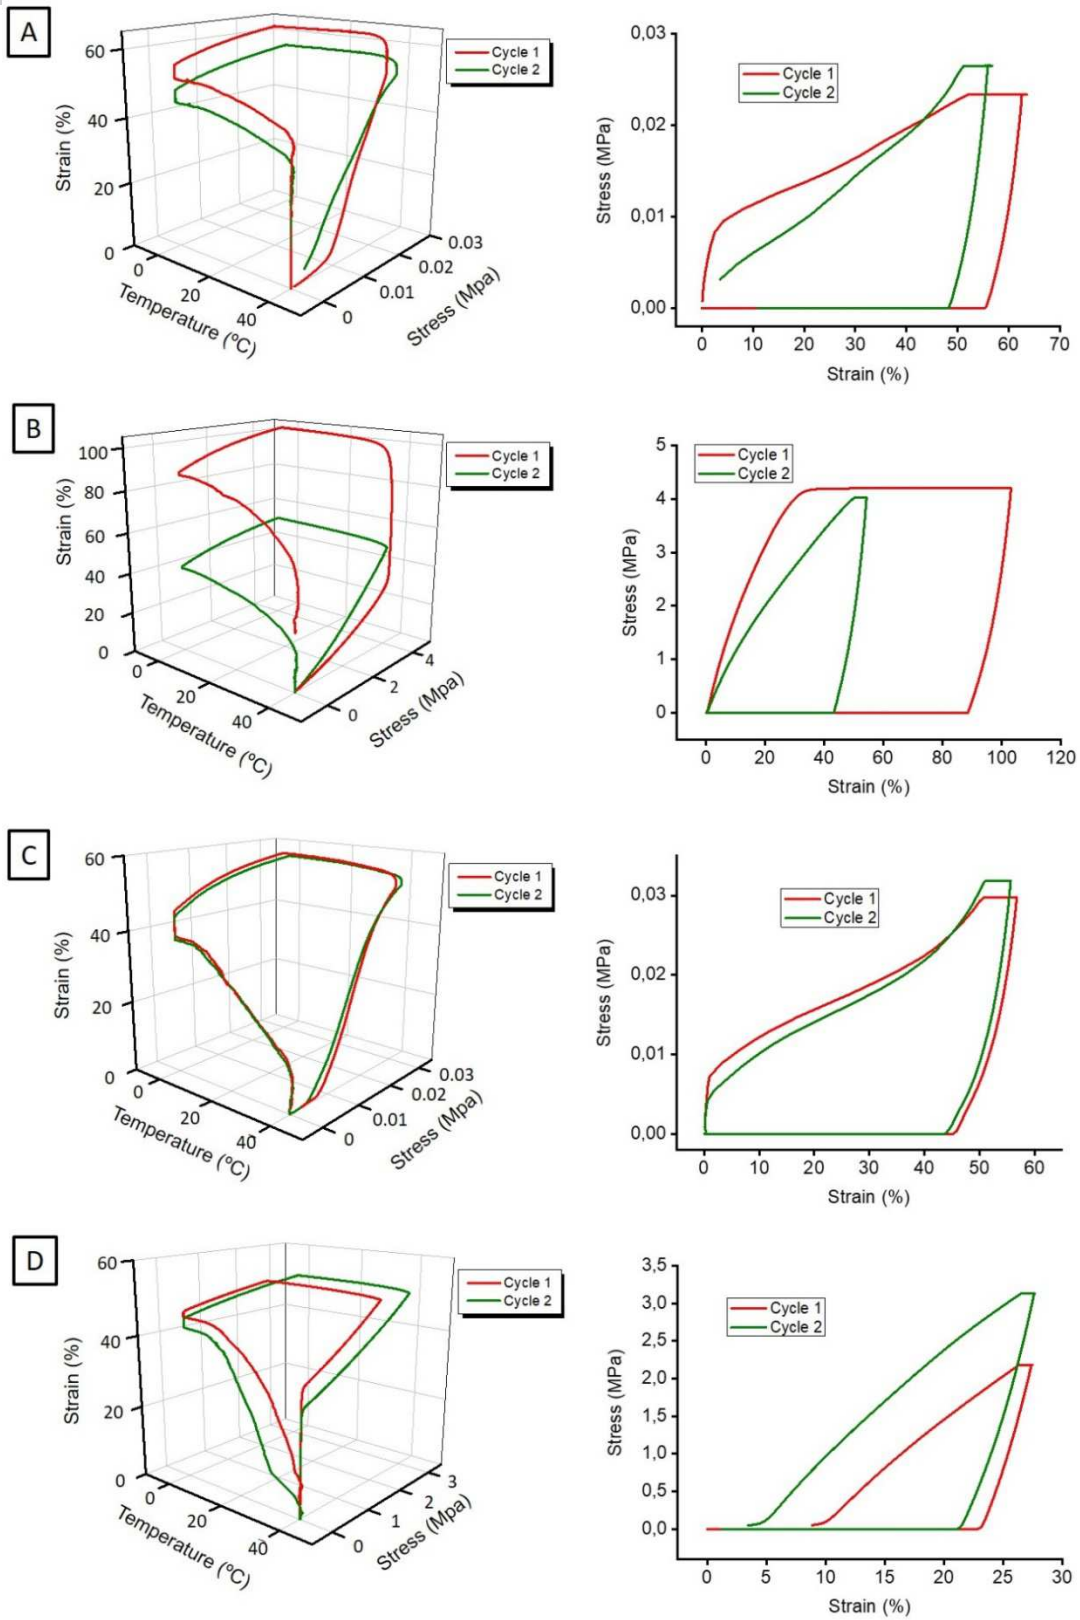 A
Strain (%)
60
40
20
0
0
20
40
Temperature (ºC)
0
0.01
0.02
0.03
Stress (Mpa)
Cycle 1
Cycle 2
Stress (MPa)
0,03
0,02
0,01
0,00
Cycle 1
Cycle 2
0 10 20 30 40 50 60 70
Strain (%)
B
Strain (%)
100
80
60
40
20
0
0
20
40
Temperature (ºC)
0
2
4
Stress (Mpa)
Cycle 1
Cycle 2
Stress (MPa)
5
4
3
2
1
0
Cycle 1
Cycle 2
0 20 40 60 80 100 120
Strain (%)
C
Strain (%)
60
40
20
0
0
20
40
Temperature (ºC)
0
0.01
0.02
0.03
Stress (Mpa)
Cycle 1
Cycle 2
Stress (MPa)
0,03
0,02
0,01
0,00
Cycle 1
Cycle 2
0 10 20 30 40 50 60
Strain (%)
D
Strain (%)
60
40
20
0
0
20
40
Temperature (ºC)
0
1
2
3
Stress (Mpa)
Cycle 1
Cycle 2
Stress (MPa)
3,5
3,0
2,5
2,0
1,5
1,0
0,5
0,0
Cycle 1
Cycle 2
0 5 10 15 20 25 30
Strain (%)